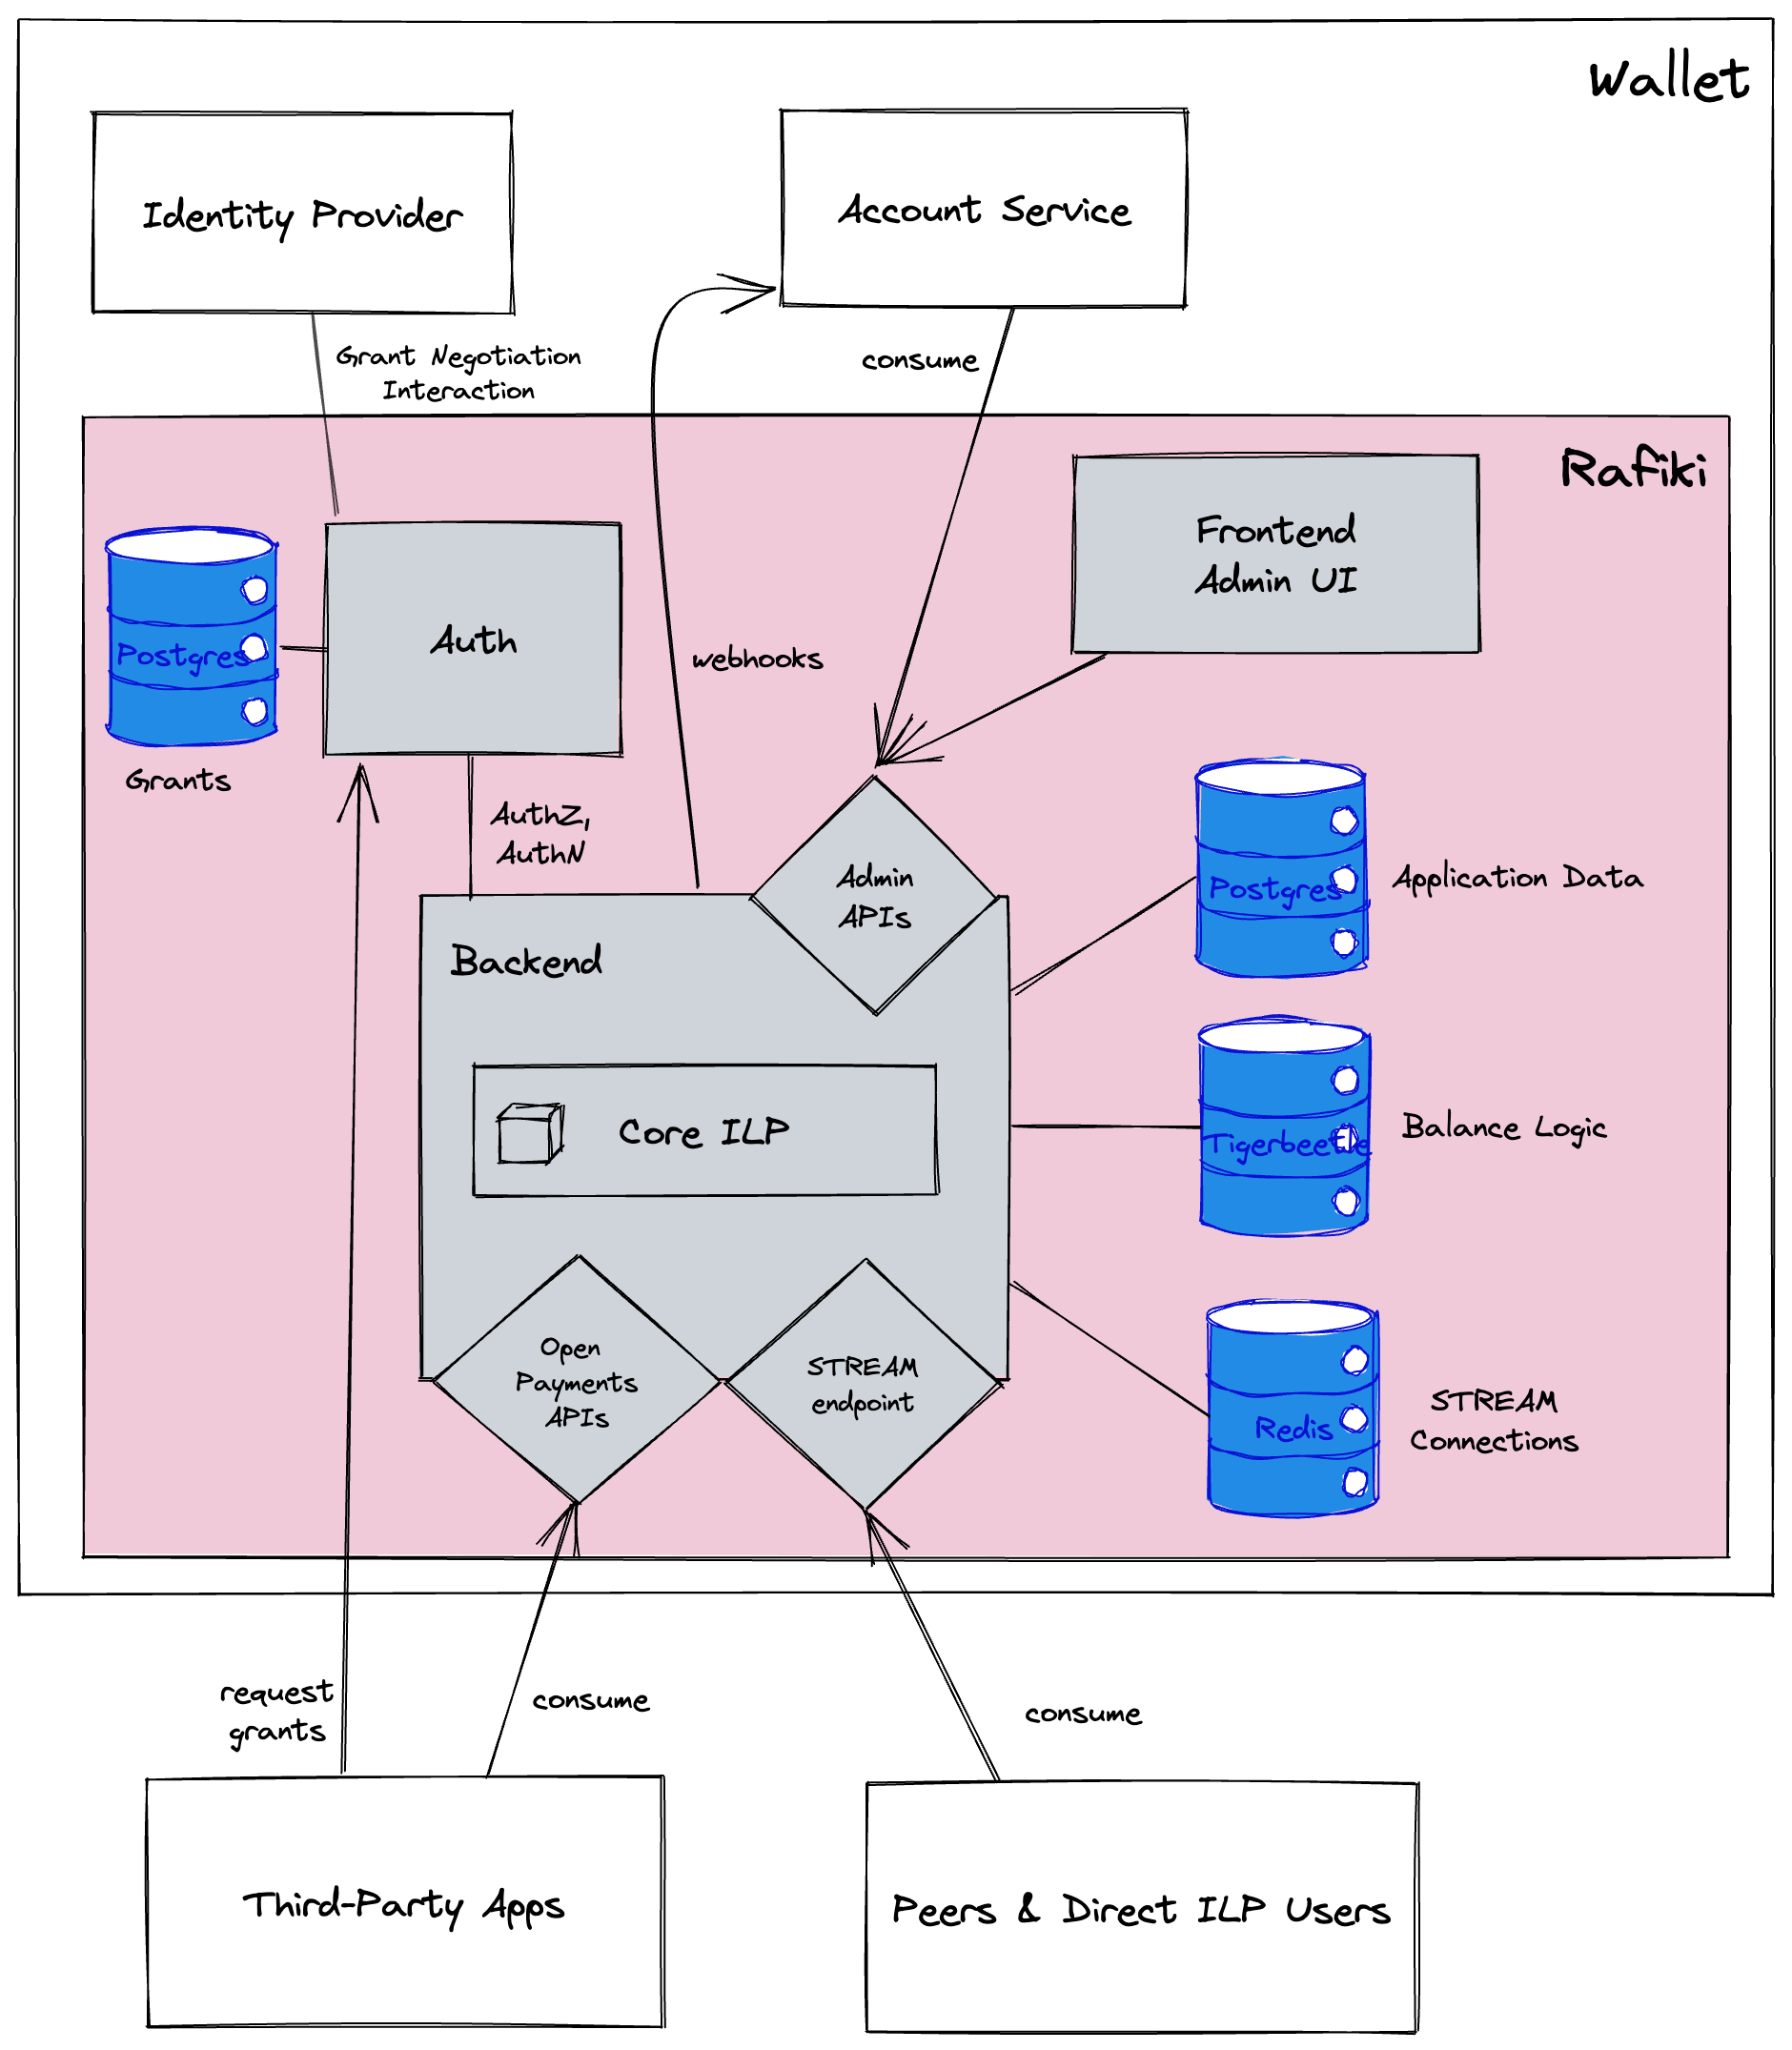 Wallet
Identity Provider
Account Service
Grant Negotiation
Interaction
consume
Rafiki
Frontend
Admin UI
Postgres
Auth
webhooks
Grants
AuthZ,
AuthN
Admin
APIs
Postgres
Application Data
Backend
Core ILP
Tigerbeetle
Balance Logic
Open
Payments
APIs
STREAM
endpoint
Redis
STREAM
Connections
request
grants
consume
consume
Third-Party Apps
Peers & Direct ILP Users